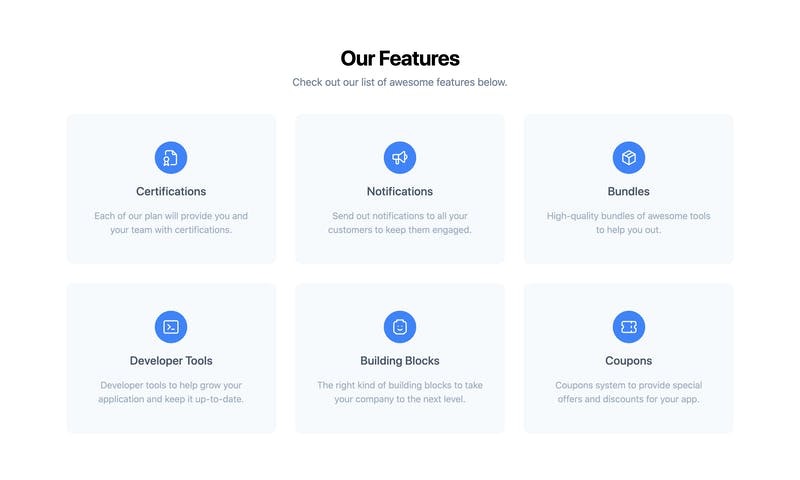 Our Features
Check out our list of awesome features below.
Certifications
Each of our plan will provide you and
your team with certifications.
Notifications
Send out notifications to all your
customers to keep them engaged.
Bundles
High-quality bundles of awesome tools
to help you out.
Developer Tools
Developer tools to help grow your
application and keep it up-to-date.
Building Blocks
The right kind of building blocks to take
your company to the next level.
Coupons
Coupons system to provide special
offers and discounts for your app.